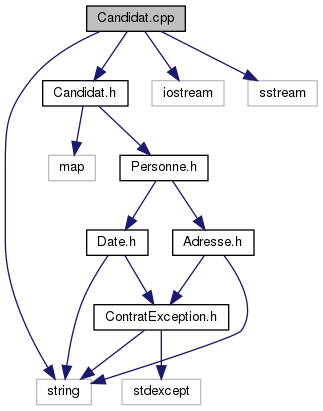 Candidat.cpp
Candidat.h
iostream
sstream
map
Personne.h
Date.h
Adresse.h
ContratException.h
string
stdexcept